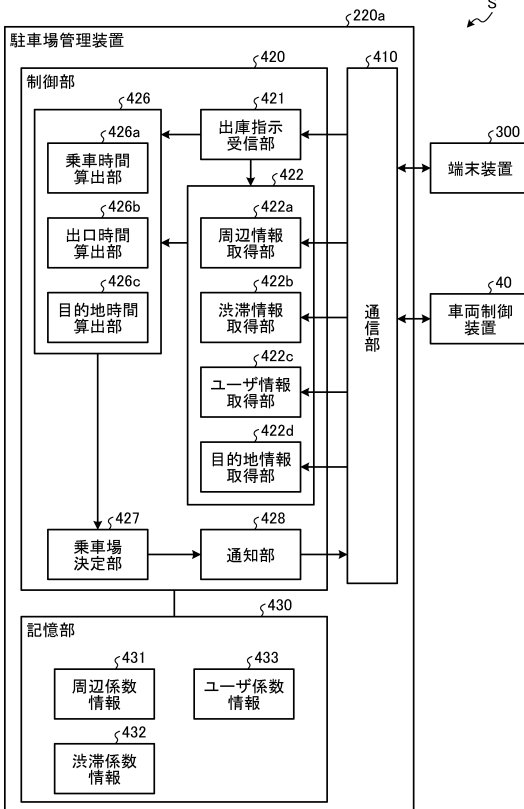 S
220a
駐車場管理装置
420
制御部
410
426
421
出庫指示
受信部
426a
乗車時間
算出部
300
端末装置
422
426b
出口時間
算出部
422a
周辺情報
取得部
426c
目的地時間
算出部
422b
渋滞情報
取得部
通信部
40
車両制御
装置
422c
ユーザ情報
取得部
422d
目的地情報
取得部
427
乗車場
決定部
428
通知部
430
記憶部
431
周辺係数
情報
433
ユーザ係数
情報
432
渋滞係数
情報